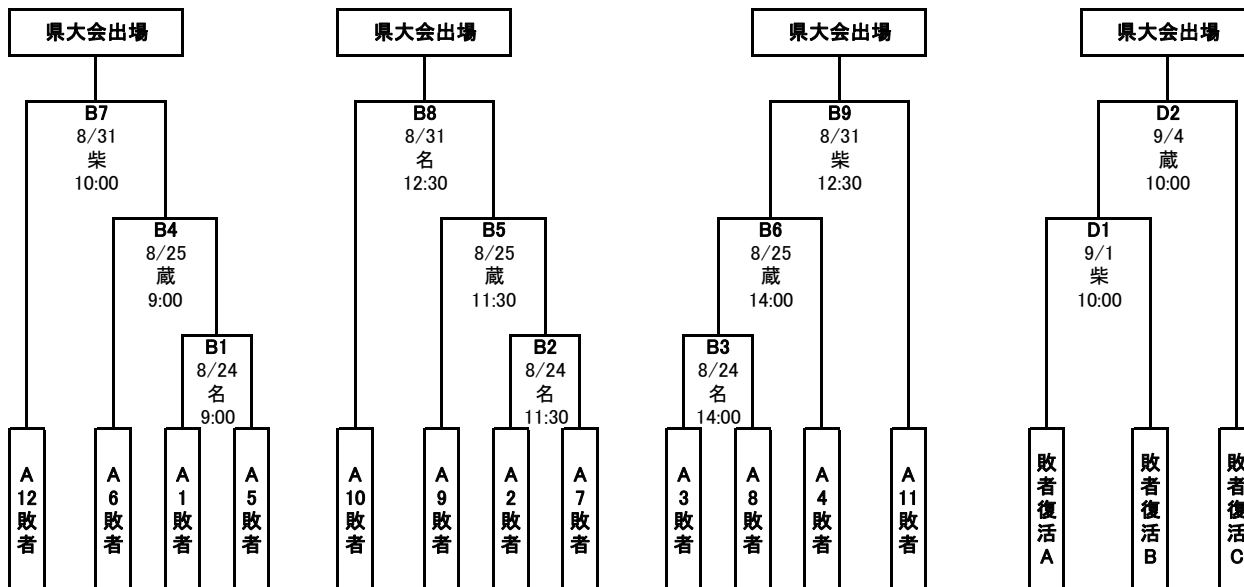 県大会出場
県大会出場
県大会出場
県大会出場
B7
8/31
柴
10:00
B8
8/31
名
12:30
B9
8/31
柴
12:30
D2
9/4
蔵
10:00
B4
8/25
蔵
9:00
B5
8/25
蔵
11:30
B6
8/25
蔵
14:00
D1
9/1
柴
10:00
B1
8/24
名
9:00
B2
8/24
名
11:30
B3
8/24
名
14:00
A12敗者
A6敗者
A1敗者
A5敗者
A10敗者
A9敗者
A2敗者
A7敗者
A3敗者
A8敗者
A4敗者
A11敗者
敗者復活A
敗者復活B
敗者復活C